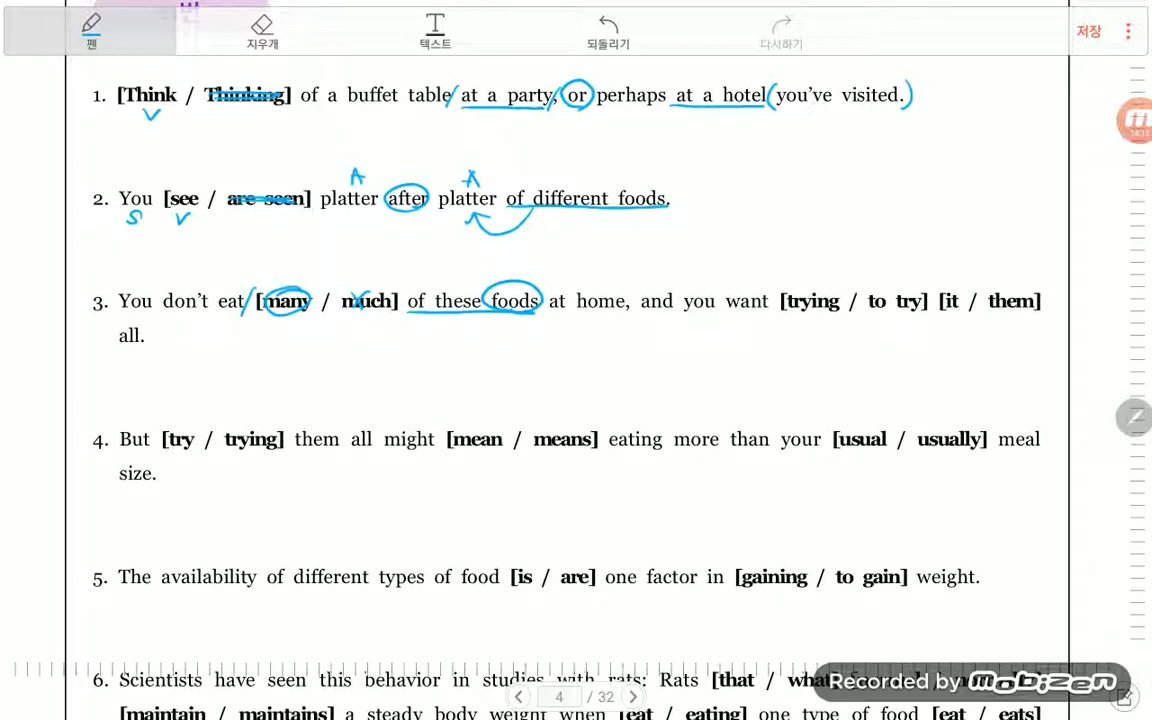 펜
지우개
텍스트
되돌리기
다시하기
저장
1. [Think / Thinking] of a buffet table at a party, or perhaps at a hotel you've visited.
V
14:12
A A
2. You [see / are seen] platter after platter of different foods.
S V
3. You don't eat [many / much] of these foods at home, and you want [trying / to try] [it / them]
all.
4. But [try / trying] them all might [mean / means] eating more than your [usual / usually] meal
size.
5. The availability of different types of food [is / are] one factor in [gaining / to gain] weight.
6. Scientists have seen this behavior in studies with rats: Rats [that / what]
4 / 32
Recorded by mobizen
[maintain / maintains] a steady body weight when [eat / eating] one type of food [eat / eats]